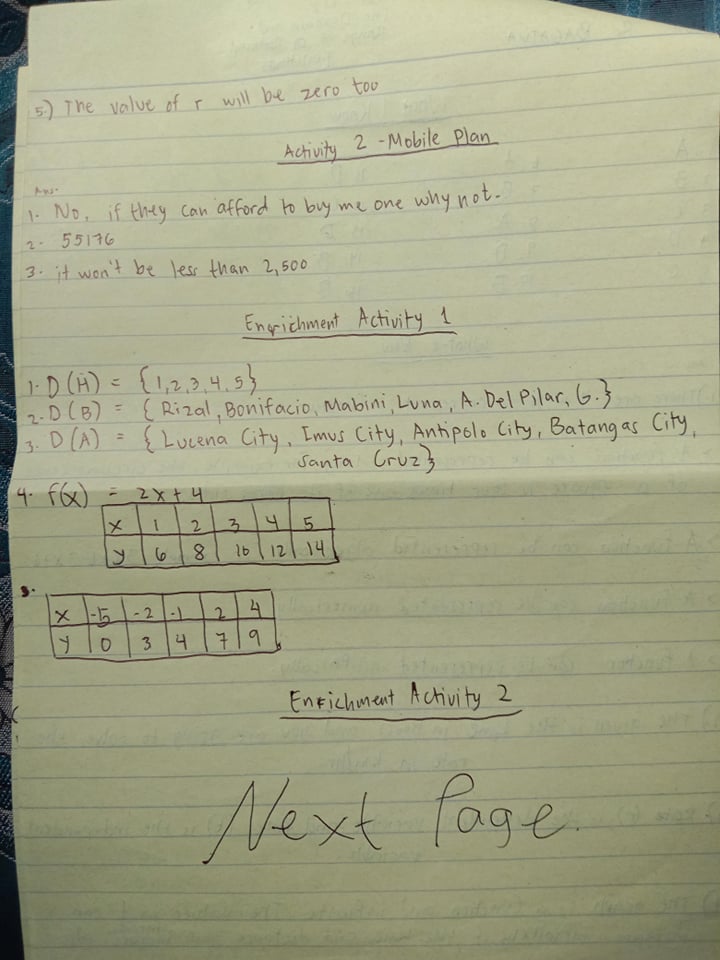 5.) The value of r will be zero too
Activity 2 - Mobile Plan
Ans.
1. No, if they can afford to buy me one why not.
2. 55176
3. it won't be less than 2,500
Enrichment Activity 1
1. D(H) = {1,2,3,4,5}
2. D(B) = {Rizal, Bonifacio, Mabini, Luna, A. Del Pilar, G.}
3. D(A) = {Lucena City, Imus City, Antipolo City, Batangas City,
Santa Cruz}
4. f(x) = 2x+4
x 1 2 3 4 5
y 6 8 10 12 14
5.
x -5 -2 -1 2 4
y 0 3 4 7 9
Enrichment Activity 2
Next Page.